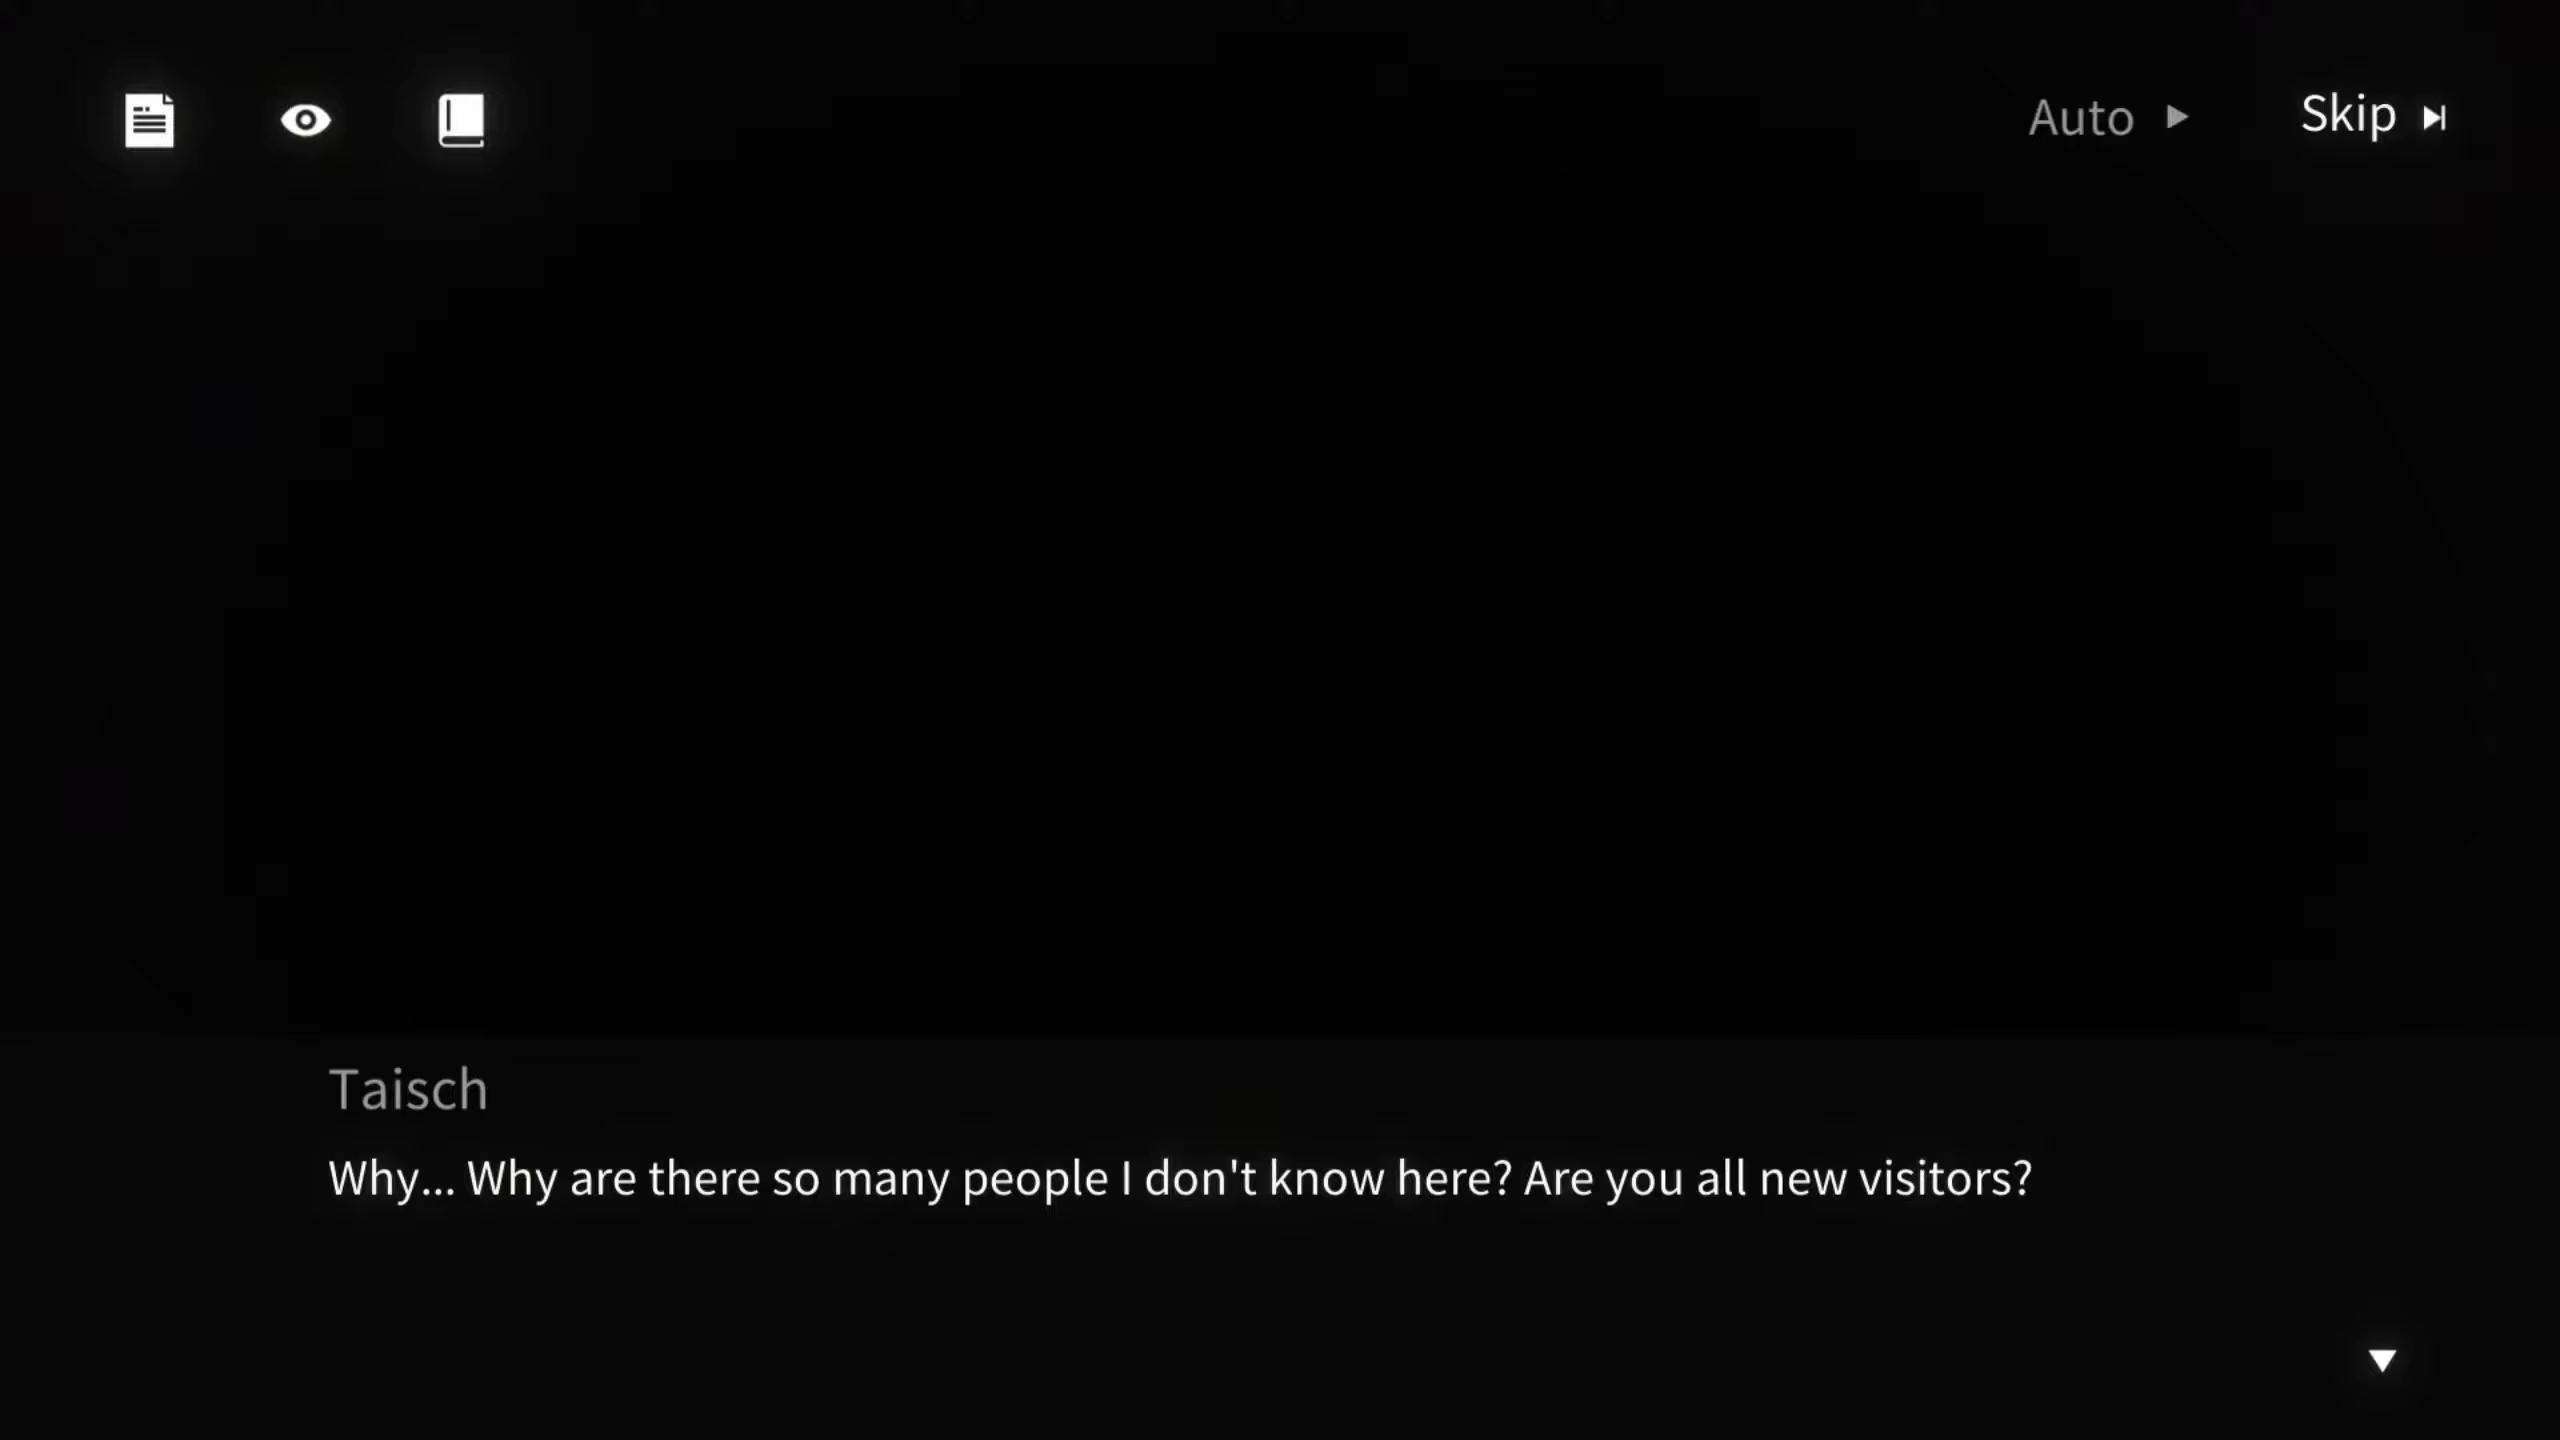 Auto
Skip
Taisch
Why... Why are there so many people I don't know here? Are you all new visitors?